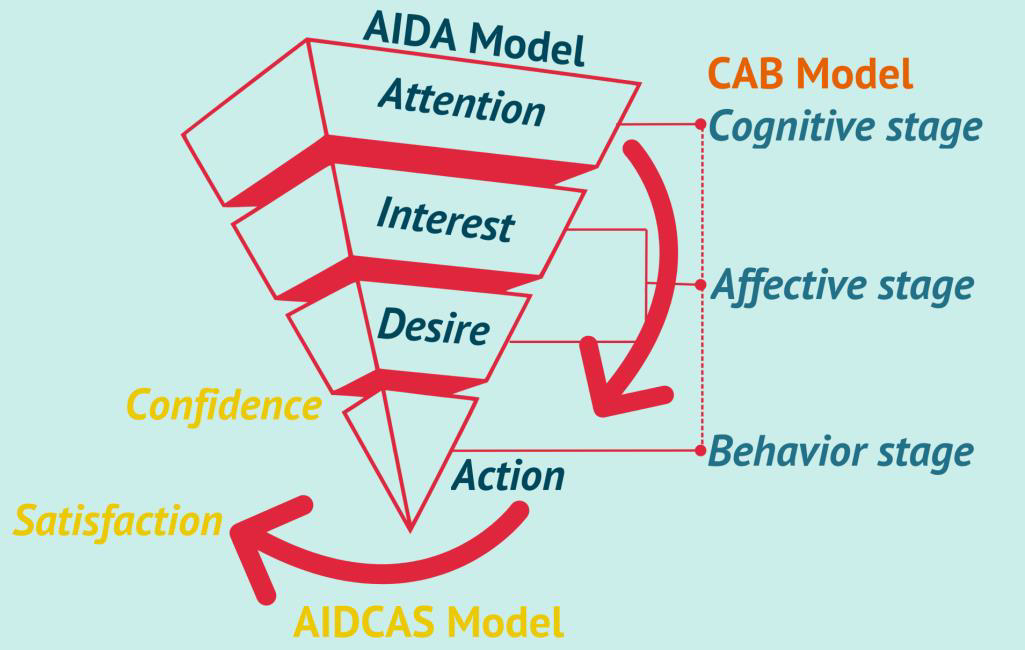 AIDA Model
Attention
Interest
Desire
Action
CAB Model
Cognitive stage
Affective stage
Behavior stage
Confidence
Satisfaction
AIDCAS Model